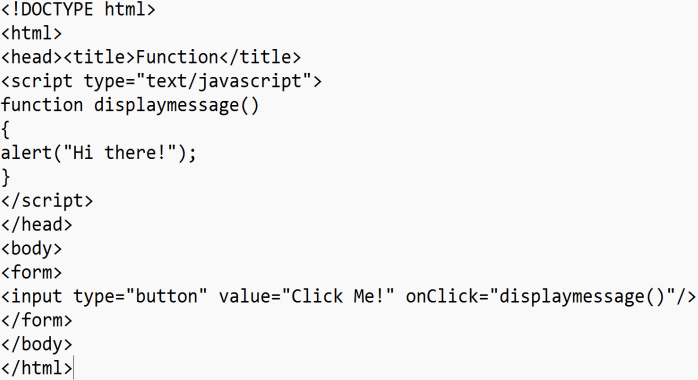 <!DOCTYPE html>
<html>
<head><title>Function</title>
<script type="text/javascript">
function displaymessage()
{
alert("Hi there!");
}
</script>
</head>
<body>
<form>
<input type="button" value="Click Me!" onClick="displaymessage()"/>
</form>
</body>
</html>